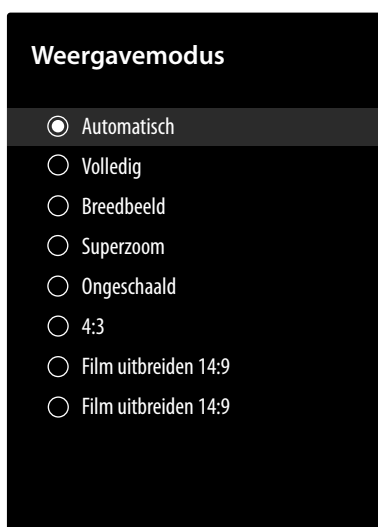 Weergavemodus
Automatisch
Volledig
Breedbeeld
Superzoom
Ongeschaald
4:3
Film uitbreiden 14:9
Film uitbreiden 14:9